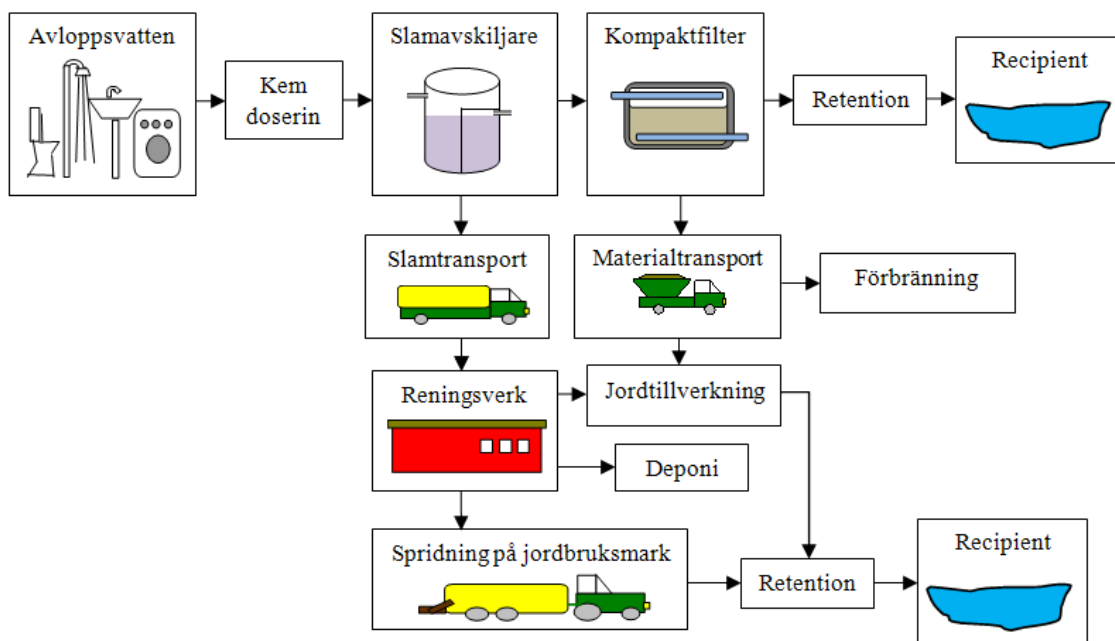 Avloppsvatten
Kem
doserin
Slamavskiljare
Kompaktfilter
Retention
Recipient
Slamtransport
Materialtransport
Förbränning
Reningsverk
Jordtillverkning
Deponi
Spridning på jordbruksmark
Retention
Recipient